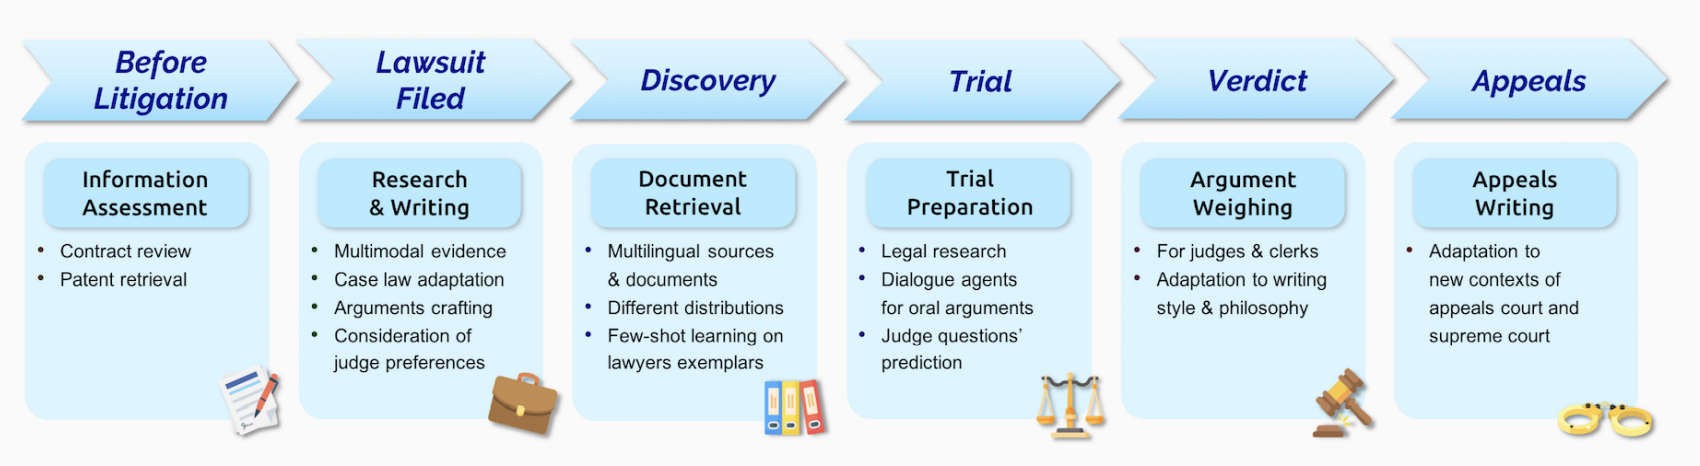 Before
Litigation
Lawsuit
Filed
Discovery
Trial
Verdict
Appeals
Information
Assessment
• Contract review
• Patent retrieval
Research
& Writing
• Multimodal evidence
• Case law adaptation
• Arguments crafting
• Consideration of
judge preferences
Document
Retrieval
• Multilingual sources
& documents
• Different distributions
• Few-shot learning on
lawyers exemplars
Trial
Preparation
• Legal research
• Dialogue agents
for oral arguments
• Judge questions’
prediction
Argument
Weighing
• For judges & clerks
• Adaptation to writing
style & philosophy
Appeals
Writing
• Adaptation to
new contexts of
appeals court and
supreme court